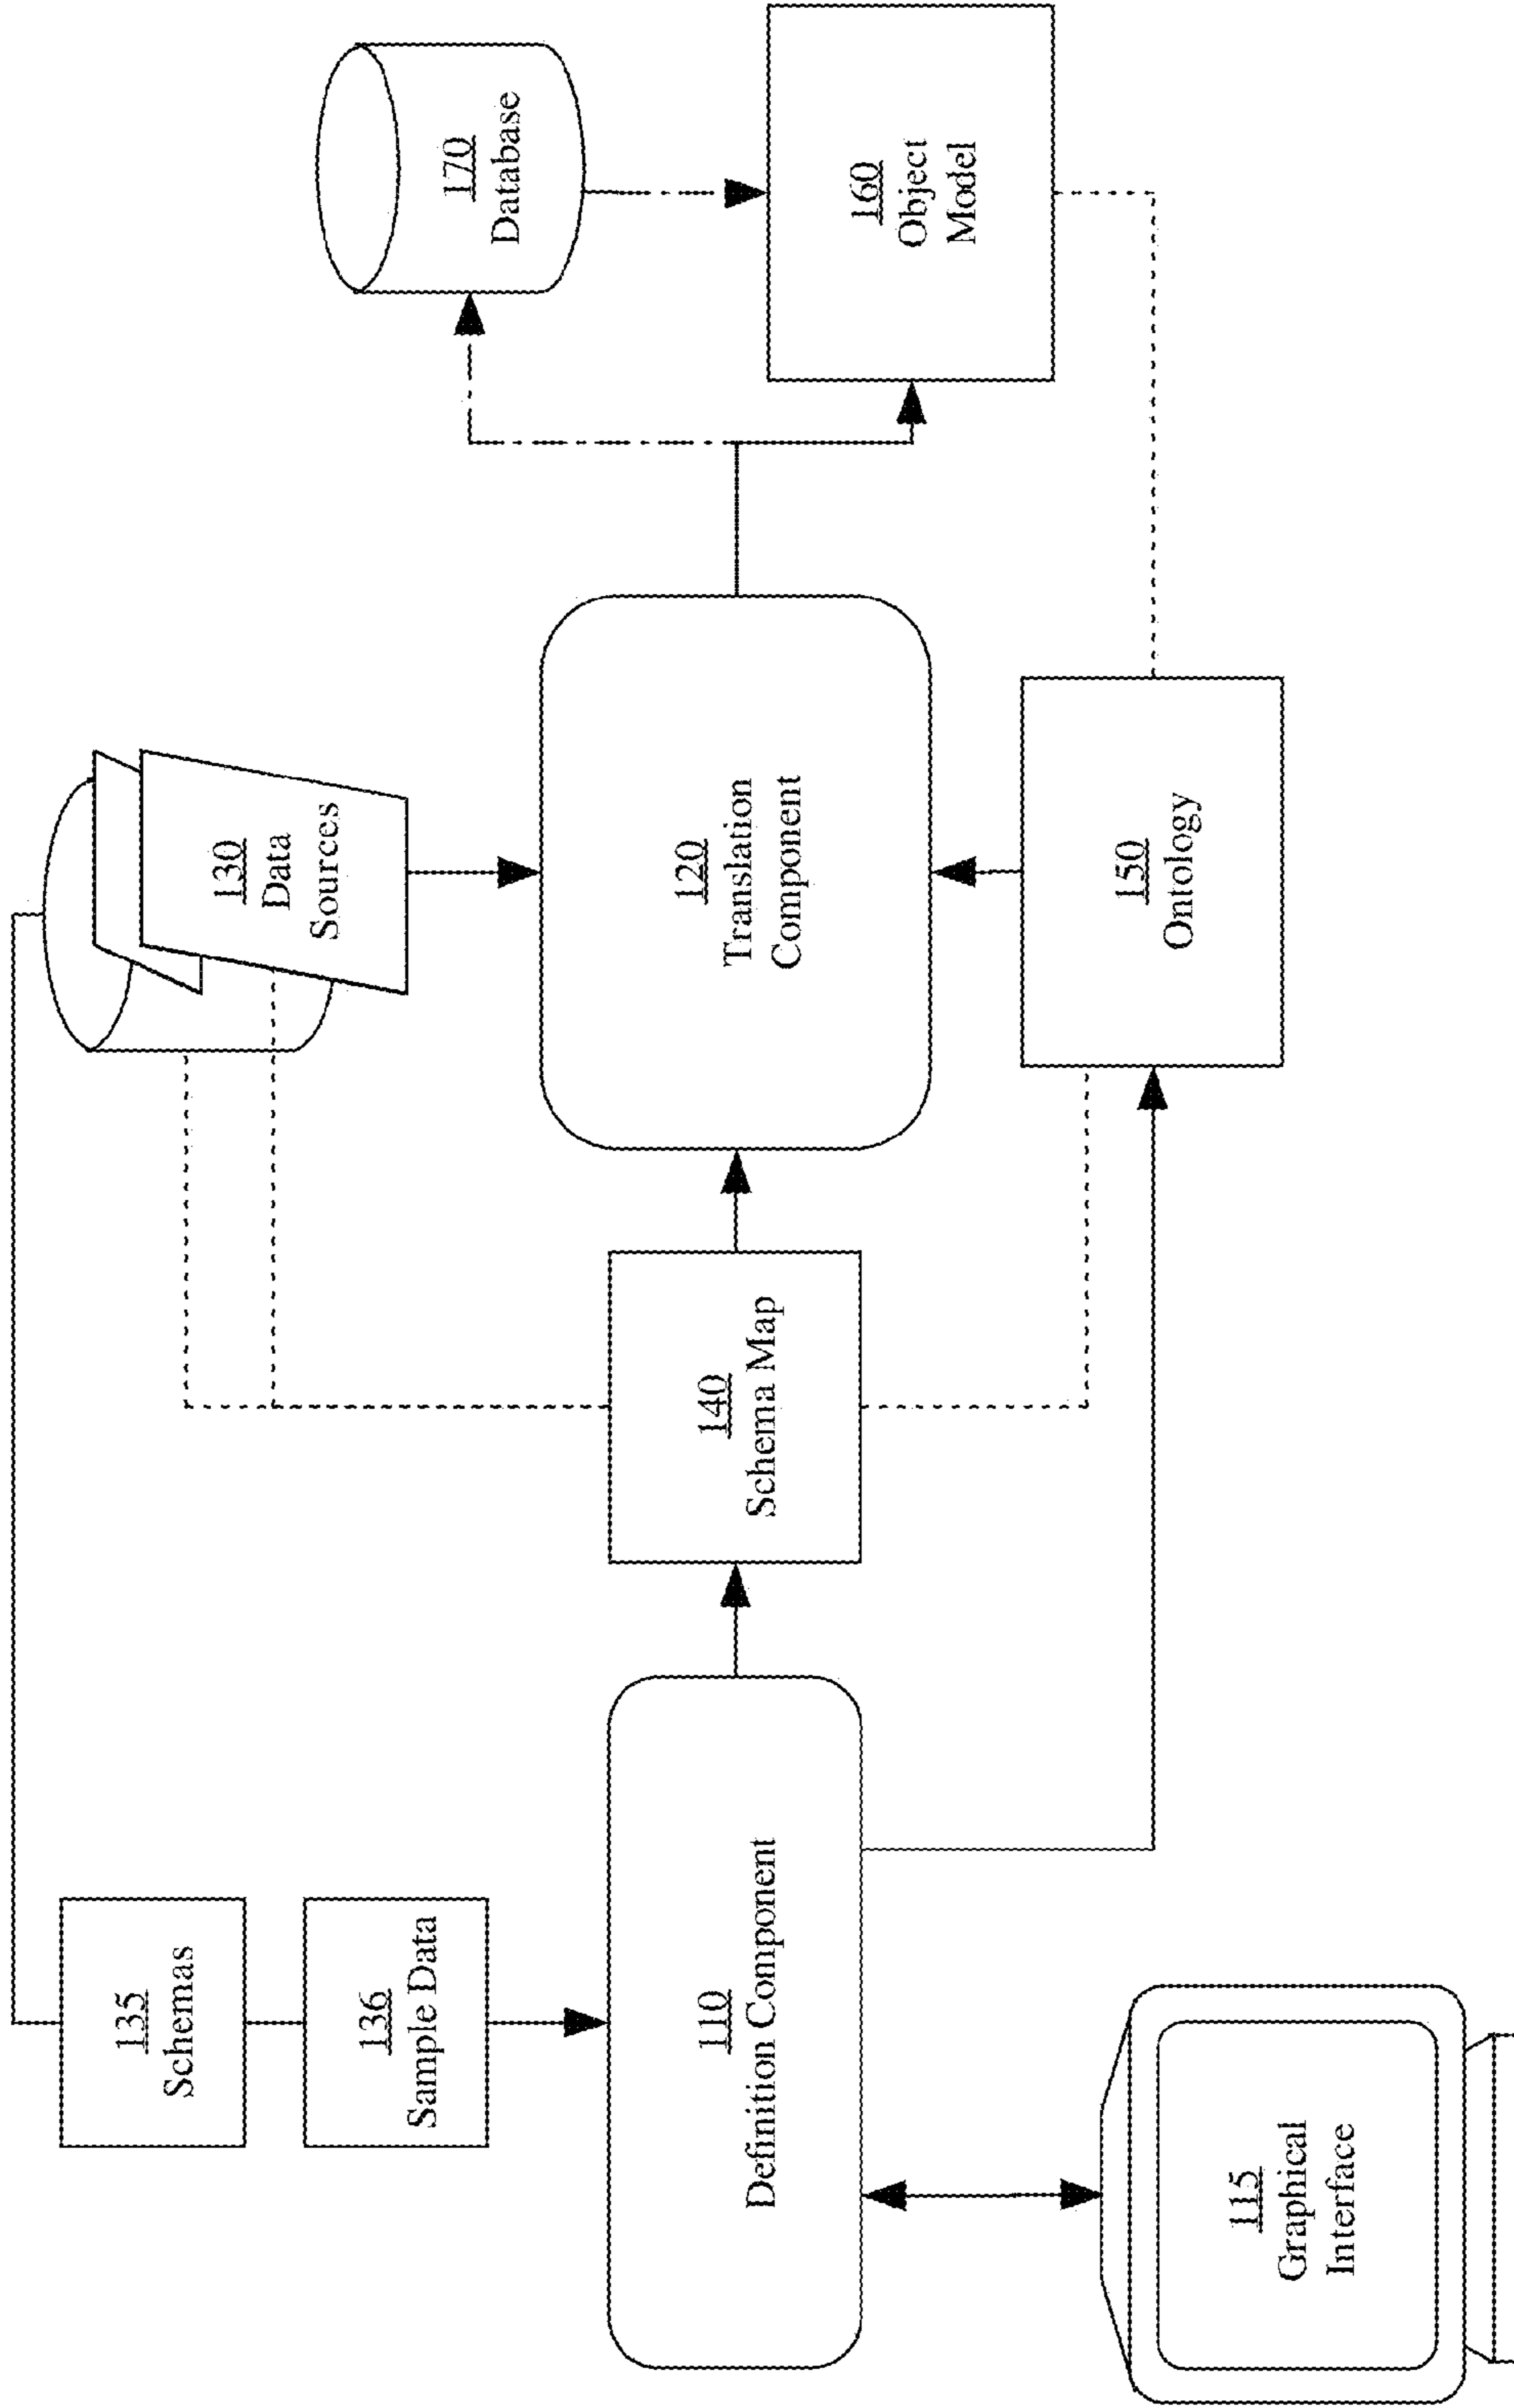 135
Schemas
136
Sample Data
110
Definition Component
115
Graphical
Interface
140
Schema Map
130
Data
Sources
120
Translation
Component
150
Ontology
170
Database
160
Object
Model